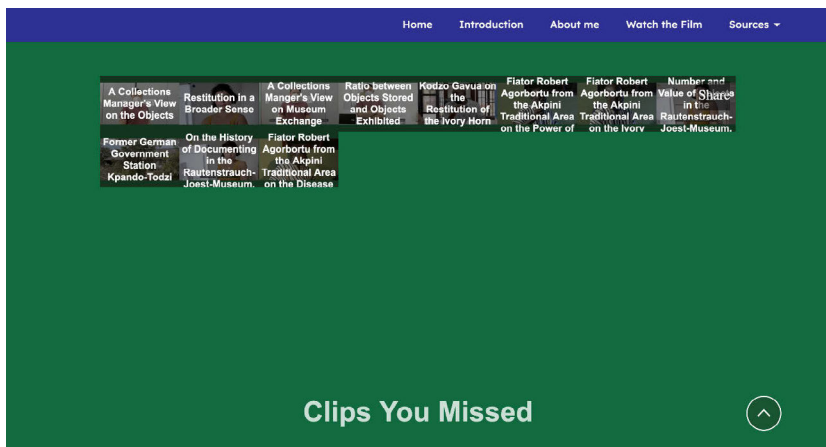 Home Introduction About me Watch the Film Sources
A Collections
Manager's View
on the Objects
Restitution in a
Broader Sense
A Collections
Manger's View
on Museum
Exchange
Ratio between
Objects Stored
and Objects
Exhibited
Kodzo Gavua on
the
Restitution of
the Ivory Horn
Fiator Robert
Agorbortu from
the Akpini
Traditional Area
on the Power of
Fiator Robert
Agorbortu from
the Akpini
Traditional Area
on the Ivory
Number and
Value of Objects
in the
Rautenstrauch-
Joest-Museum,
Share
Former German
Government
Station
Kpando-Todzi
On the History
of Documenting
in the
Rautenstrauch-
Joest-Museum,
Fiator Robert
Agorbortu from
the Akpini
Traditional Area
on the Disease
Clips You Missed